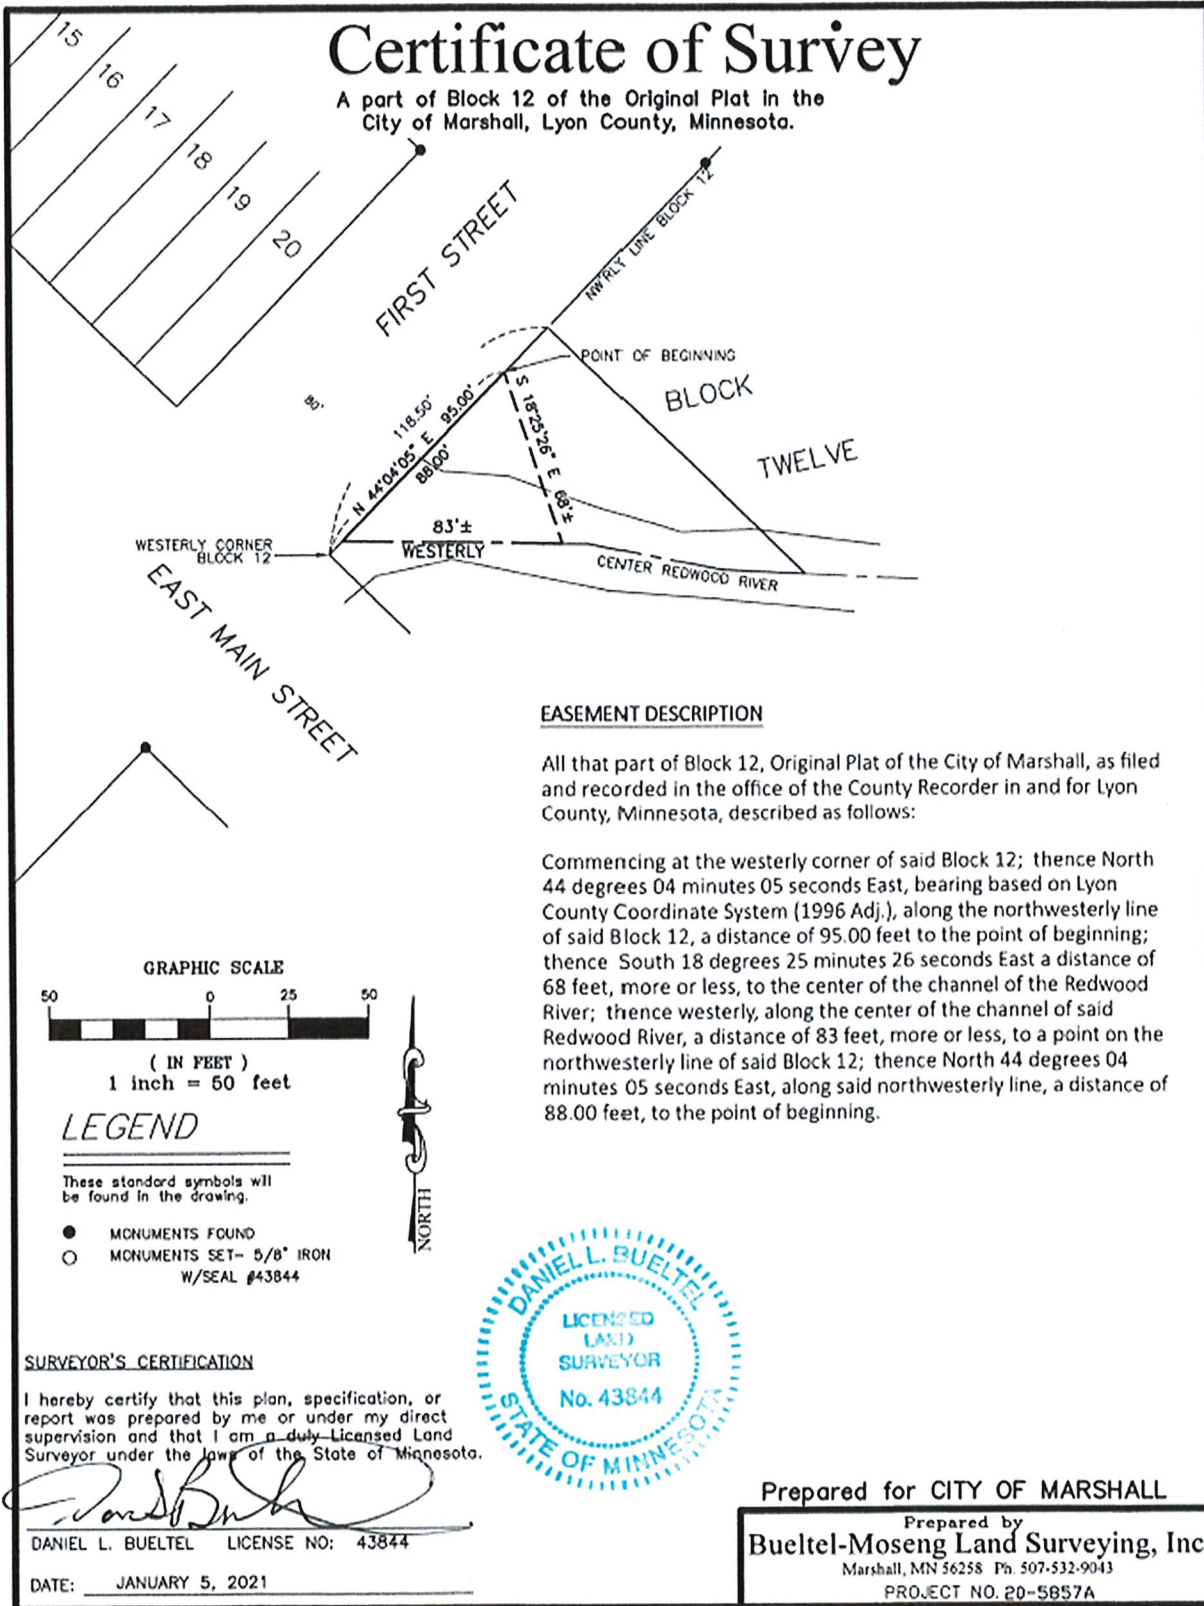 Certificate of Survey
A part of Block 12 of the Original Plat in the
City of Marshall, Lyon County, Minnesota.
15
16
17
18
19
20
FIRST STREET
NW'RLY LINE BLOCK 12
POINT OF BEGINNING
BLOCK
TWELVE
80'
118.50'
N 44°04'05" E 95.00'
88.00'
S 18°25'26" E 68'±
83'±
WESTERLY
CENTER REDWOOD RIVER
WESTERLY CORNER
BLOCK 12
EAST MAIN STREET
EASEMENT DESCRIPTION
All that part of Block 12, Original Plat of the City of Marshall, as filed
and recorded in the office of the County Recorder in and for Lyon
County, Minnesota, described as follows:
Commencing at the westerly corner of said Block 12; thence North
44 degrees 04 minutes 05 seconds East, bearing based on Lyon
County Coordinate System (1996 Adj.), along the northwesterly line
of said Block 12, a distance of 95.00 feet to the point of beginning;
thence South 18 degrees 25 minutes 26 seconds East a distance of
68 feet, more or less, to the center of the channel of the Redwood
River; thence westerly, along the center of the channel of said
Redwood River, a distance of 83 feet, more or less, to a point on the
northwesterly line of said Block 12; thence North 44 degrees 04
minutes 05 seconds East, along said northwesterly line, a distance of
88.00 feet, to the point of beginning.
GRAPHIC SCALE
50 0 25 50
( IN FEET )
1 inch = 50 feet
LEGEND
These standard symbols will
be found in the drawing.
MONUMENTS FOUND
MONUMENTS SET- 5/8" IRON
W/SEAL #43844
NORTH
DANIEL L. BUELTEL
LICENSED
LAND
SURVEYOR
No. 43844
STATE OF MINNESOTA
SURVEYOR'S CERTIFICATION
I hereby certify that this plan, specification, or
report was prepared by me or under my direct
supervision and that I am a duly Licensed Land
Surveyor under the laws of the State of Minnesota.
DANIEL L. BUELTEL LICENSE NO: 43844
DATE: JANUARY 5, 2021
Prepared for CITY OF MARSHALL
Prepared by
Bueltel-Moseng Land Surveying, Inc
Marshall, MN 56258 Ph. 507-532-9043
PROJECT NO. 20-5857A